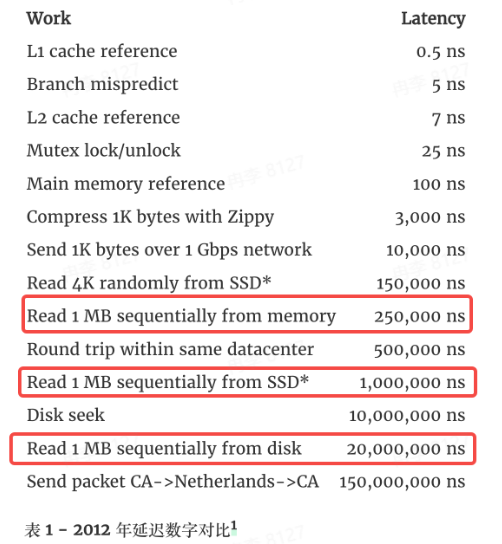 Work Latency
L1 cache reference 0.5 ns
Branch mispredict 5 ns
L2 cache reference 7 ns
Mutex lock/unlock 25 ns
Main memory reference 100 ns
Compress 1K bytes with Zippy 3,000 ns
Send 1K bytes over 1 Gbps network 10,000 ns
Read 4K randomly from SSD* 150,000 ns
Read 1 MB sequentially from memory 250,000 ns
Round trip within same datacenter 500,000 ns
Read 1 MB sequentially from SSD* 1,000,000 ns
Disk seek 10,000,000 ns
Read 1 MB sequentially from disk 20,000,000 ns
Send packet CA->Netherlands->CA 150,000,000 ns
表 1 - 2012 年延迟数字对比1